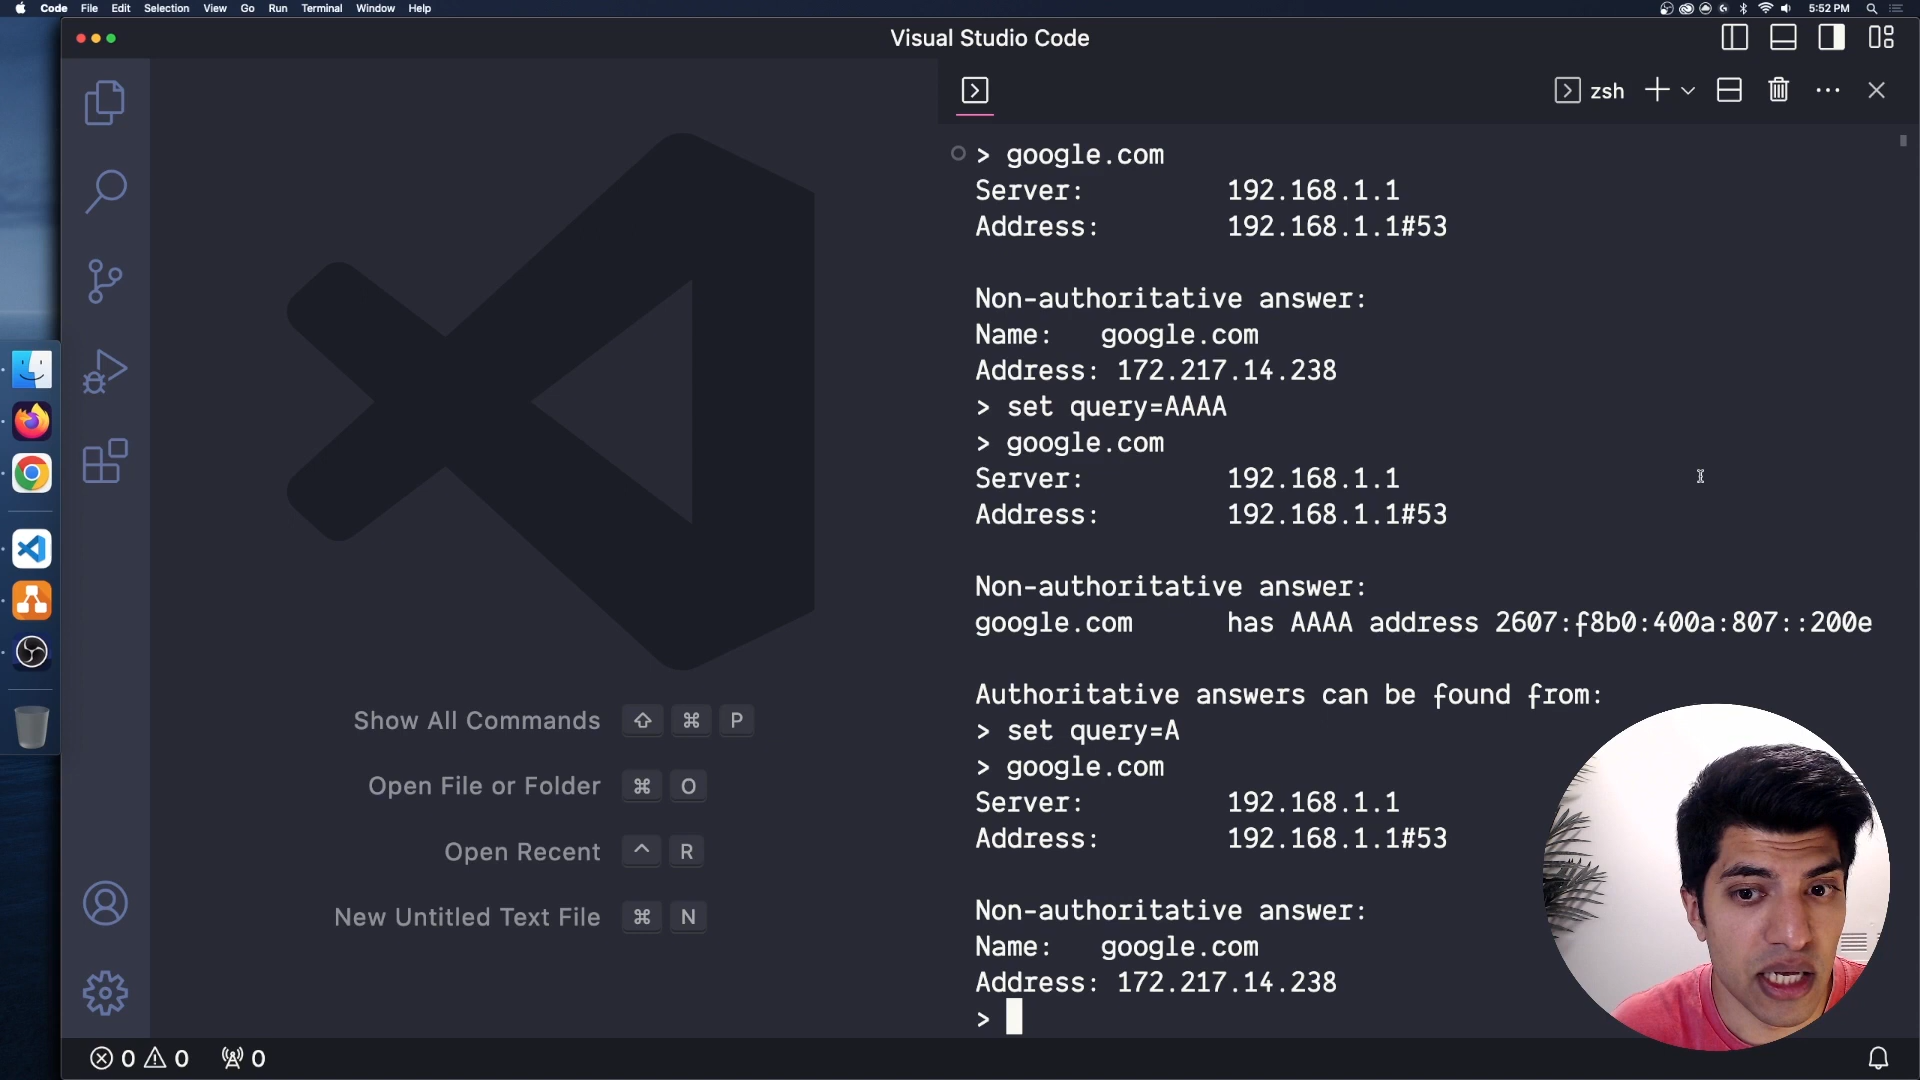 Code File Edit Selection View Go Run Terminal Window Help
5:52 PM
Visual Studio Code
zsh
> google.com
Server: 192.168.1.1
Address: 192.168.1.1#53
Non-authoritative answer:
Name: google.com
Address: 172.217.14.238
> set query=AAAA
> google.com
Server: 192.168.1.1
Address: 192.168.1.1#53
Non-authoritative answer:
google.com has AAAA address 2607:f8b0:400a:807::200e
Authoritative answers can be found from:
> set query=A
> google.com
Server: 192.168.1.1
Address: 192.168.1.1#53
Non-authoritative answer:
Name: google.com
Address: 172.217.14.238
>
Show All Commands ⇧ ⌘ P
Open File or Folder ⌘ O
Open Recent ^ R
New Untitled Text File ⌘ N
0 0 0